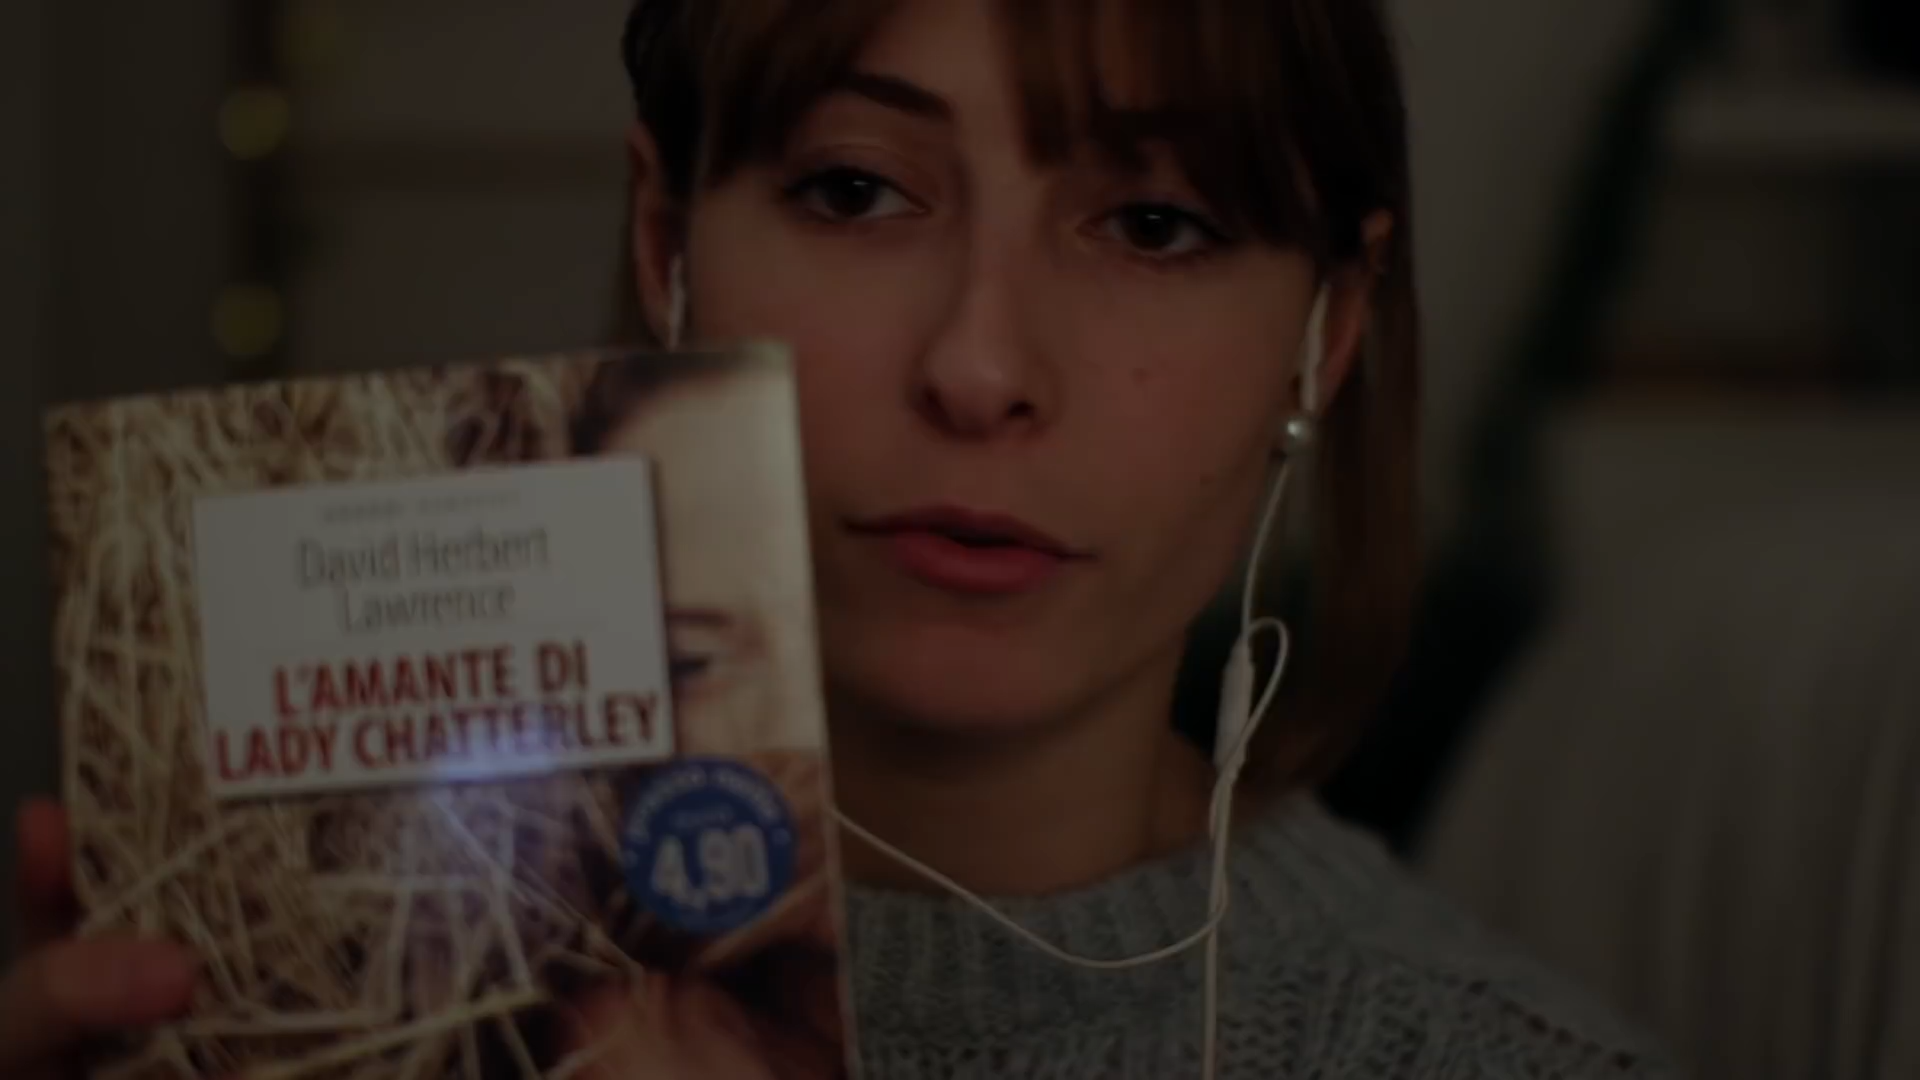 David Herbert
Lawrence
L'AMANTE DI
LADY CHATTERLEY
4,90